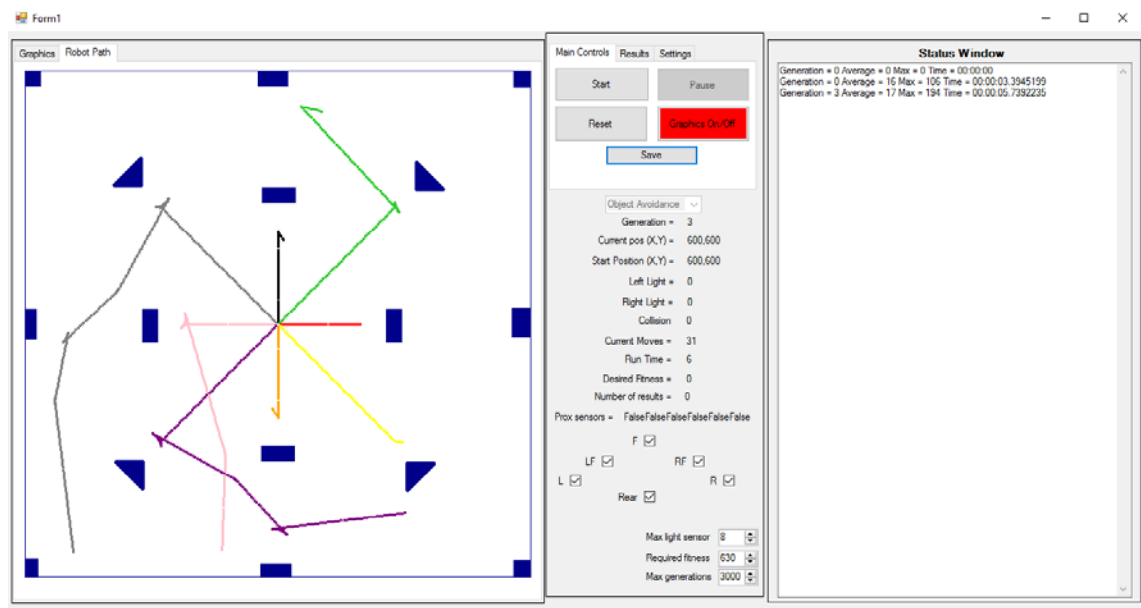 Form1
Graphics Robot Path
Main Controls Results Settings
Start Pause
Reset Graphics On/Off
Save
Object Avoidance
Generation = 3
Current pos (X,Y) = 600,600
Start Position (X,Y) = 600,600
Left Light = 0
Right Light = 0
Collision 0
Current Moves = 31
Run Time = 6
Desired Fitness = 0
Number of results = 0
Prox sensors = FalseFalseFalseFalseFalseFalse
F
LF RF
L R
Rear
Max light sensor 8
Required fitness 630
Max generations 3000
Status Window
Generation = 0 Average = 0 Max = 0 Time = 00:00:00
Generation = 0 Average = 16 Max = 106 Time = 00:00:03.3945199
Generation = 3 Average = 17 Max = 194 Time = 00:00:05.7392235